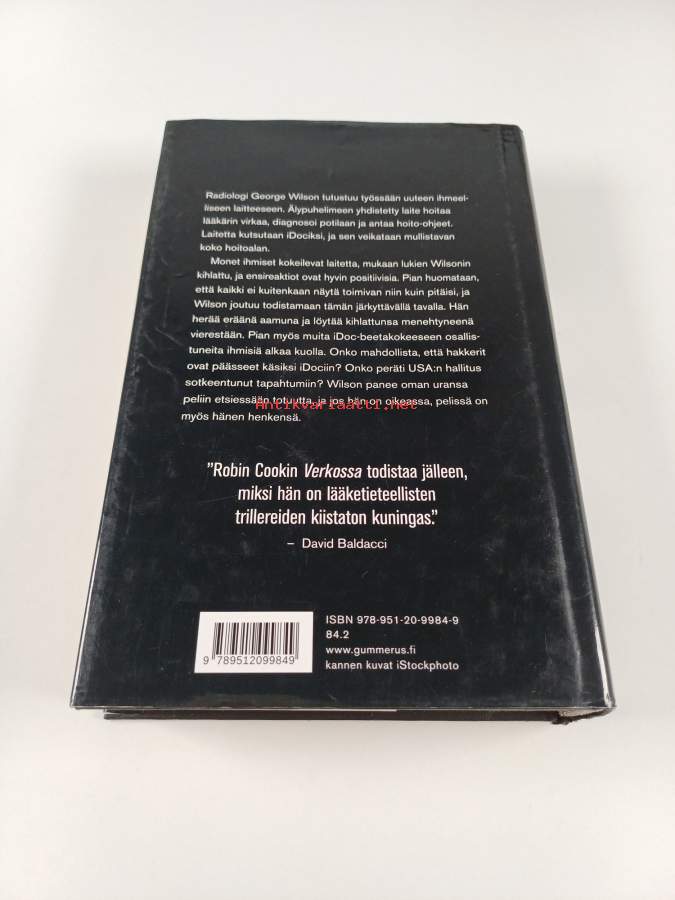 Radiologi George Wilson tutustuu työssään uuteen ihmeel-
liseen laitteeseen. Älypuhelimeen yhdistetty laite hoitaa
lääkärin virkaa, diagnosoi potilaan ja antaa hoito-ohjeet.
Laitetta kutsutaan iDociksi, ja sen veikataan mullistavan
koko hoitoalan.
Monet ihmiset kokeilevat laitetta, mukaan lukien Wilsonin
kihlattu, ja ensireaktiot ovat hyvin positiivisia. Pian huomataan,
että kaikki ei kuitenkaan näytä toimivan niin kuin pitäisi, ja
Wilson joutuu todistamaan tämän järkyttävällä tavalla. Hän
herää eräänä aamuna ja löytää kihlattunsa menehtyneenä
vierestään. Pian myös muita iDoc-beetakokeeseen osallis-
tuneita ihmisiä alkaa kuolla. Onko mahdollista, että hakkerit
ovat päässeet käsiksi iDociin? Onko peräti USA:n hallitus
sotkeentunut tapahtumiin? Wilson panee oman uransa
peliin etsiessään totuutta, ja jos hän on oikeassa, pelissä on
Antikvariaatti.net
myös hänen henkensä.
"Robin Cookin Verkossa todistaa jälleen,
miksi hän on lääketieteellisten
trillereiden kiistaton kuningas."
– David Baldacci
ISBN 978-951-20-9984-9
84.2
www.gummerus.fi
kannen kuvat iStockphoto
9 789512 099849